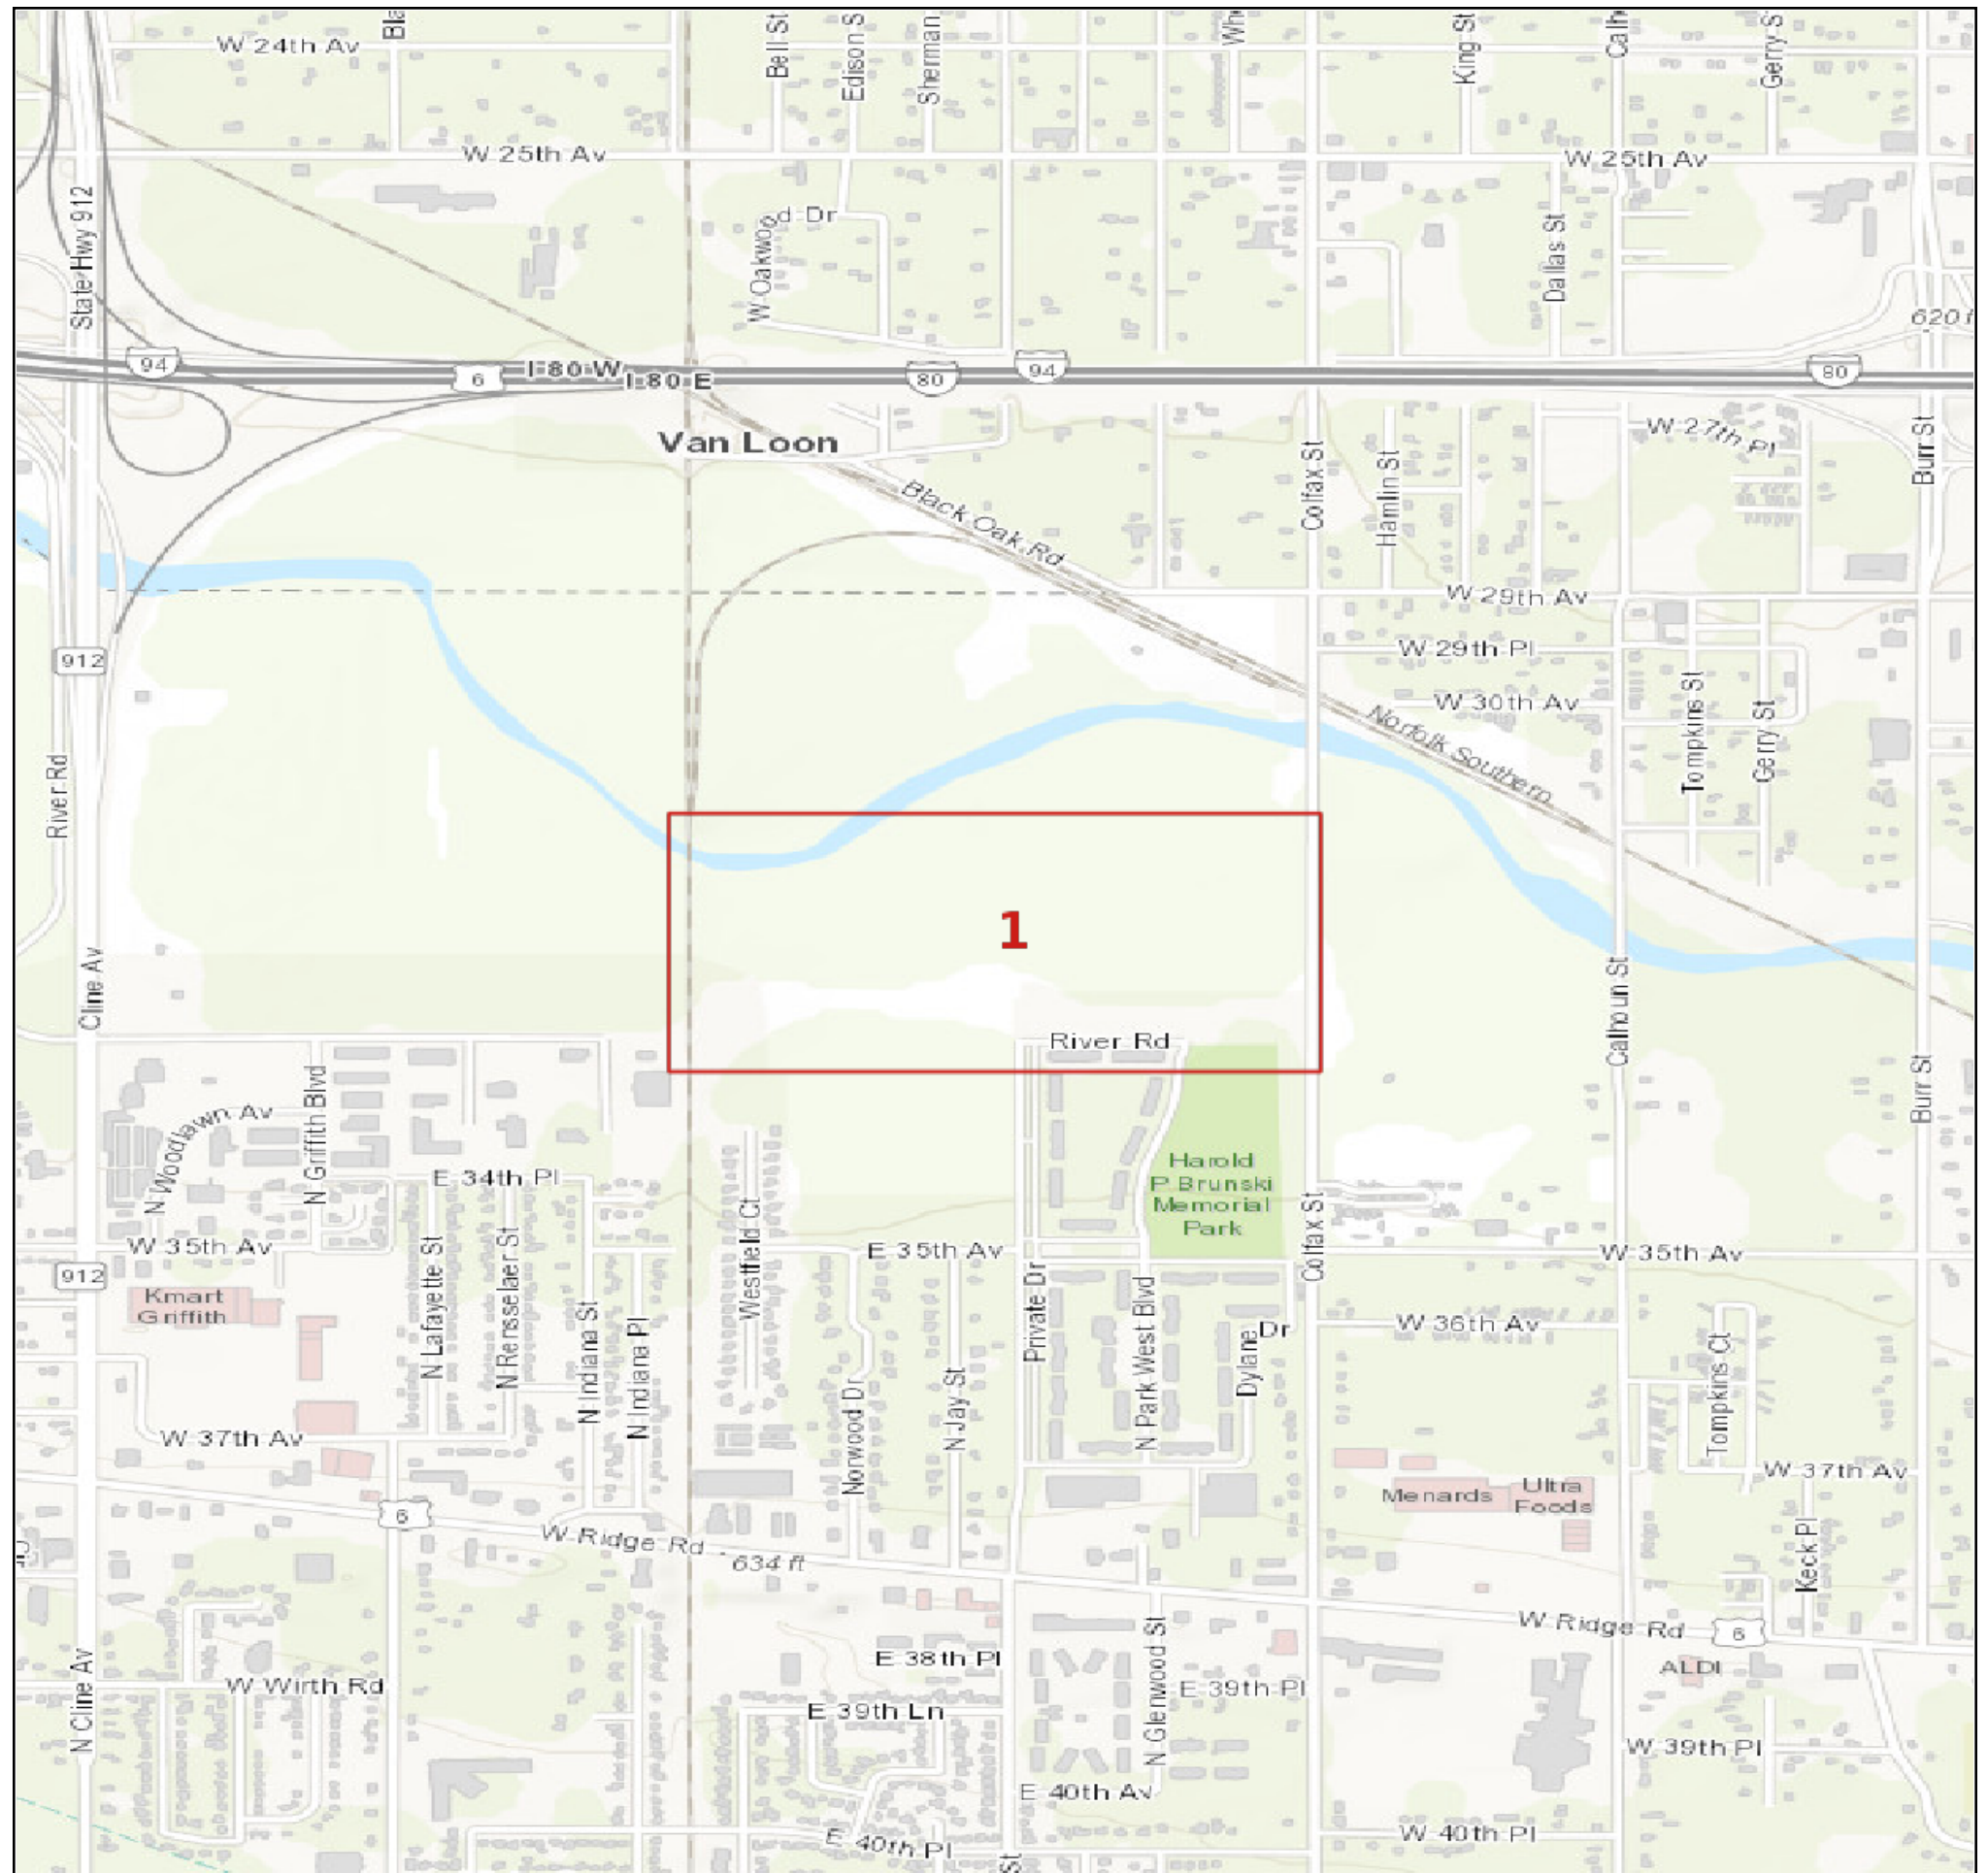 W 24th Av
Bell St
Edison S
Sherman
King St
Gerry S
W 25th Av
W 25th Av
State Hwy 912
W Oakwood Dr
Dallas St
620 f
94
6
I-80 W
I-80 E
80
94
80
Van Loon
W 27th Pl
Burr St
Colfax St
Hamlin St
Black Oak Rd
W 29th Av
W 29th Pl
912
W 30th Av
Tompkins St
Gerry St
Norfolk Southern
River Rd
1
Cline Av
Calhoun St
River Rd
Burr St
N Woodlawn Av
N Griffith Blvd
E 34th Pl
Harold
P Brunski
Memorial
Park
Colfax St
W 35th Av
E 35th Av
W 35th Av
912
Kmart
Griffith
N Lafayette St
N Rensselaer St
N Indiana St
N Indiana Pl
Westfield Ct
Private Dr
N Park West Blvd
Dylane Dr
W 36th Av
Tompkins Ct
Norwood Dr
N Jay St
W 37th Av
W 37th Av
Menards
Ultra
Foods
6
W Ridge Rd
634 ft
Keck Pl
W Ridge Rd
6
ALDI
E 38th Pl
N Glenwood St
E 39th Pl
N Cline Av
W Wirth Rd
E 39th Ln
W 39th Pl
E 40th Av
E 40th Pl
W 40th Pl
St